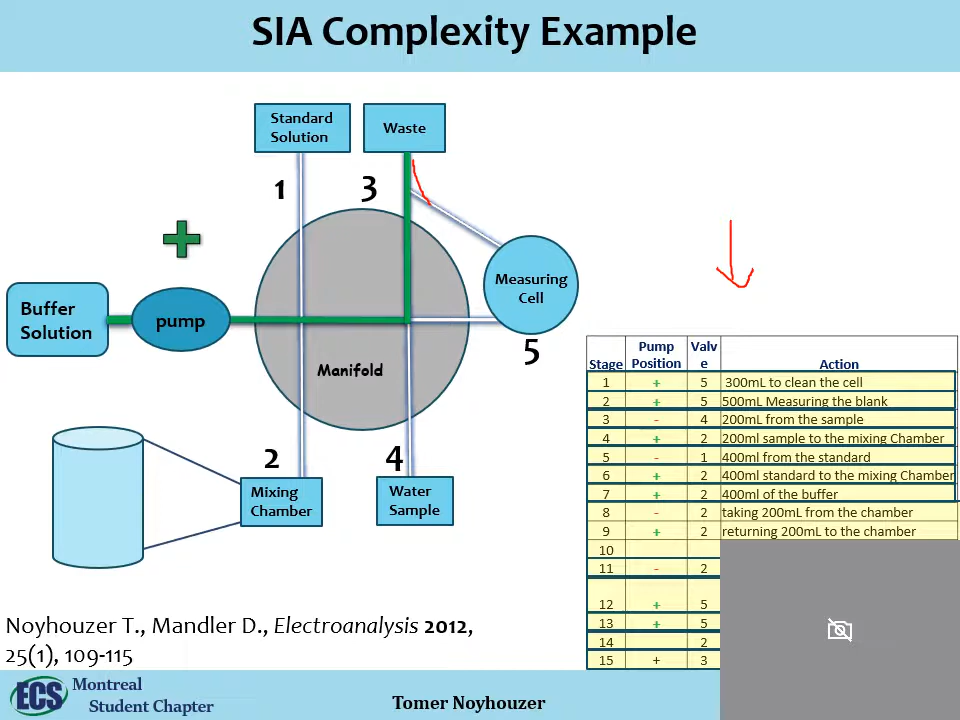 SIA Complexity Example
Standard
Solution
Waste
1
3
Buffer
Solution
pump
Measuring
Cell
5
Manifold
2
4
Mixing
Chamber
Water
Sample
Stage Pump Position Valve Action
1 + 5 300mL to clean the cell
2 + 5 500mL Measuring the blank
3 - 4 200mL from the sample
4 + 2 200ml sample to the mixing Chamber
5 - 1 400ml from the standard
6 + 2 400ml standard to the mixing Chamber
7 + 2 400ml of the buffer
8 - 2 taking 200mL from the chamber
9 + 2 returning 200mL to the chamber
10
11 - 2
12 + 5
13 + 5
14 2
15 + 3
Noyhouzer T., Mandler D., Electroanalysis 2012,
25(1), 109-115
ECS Montreal
Student Chapter
Tomer Noyhouzer